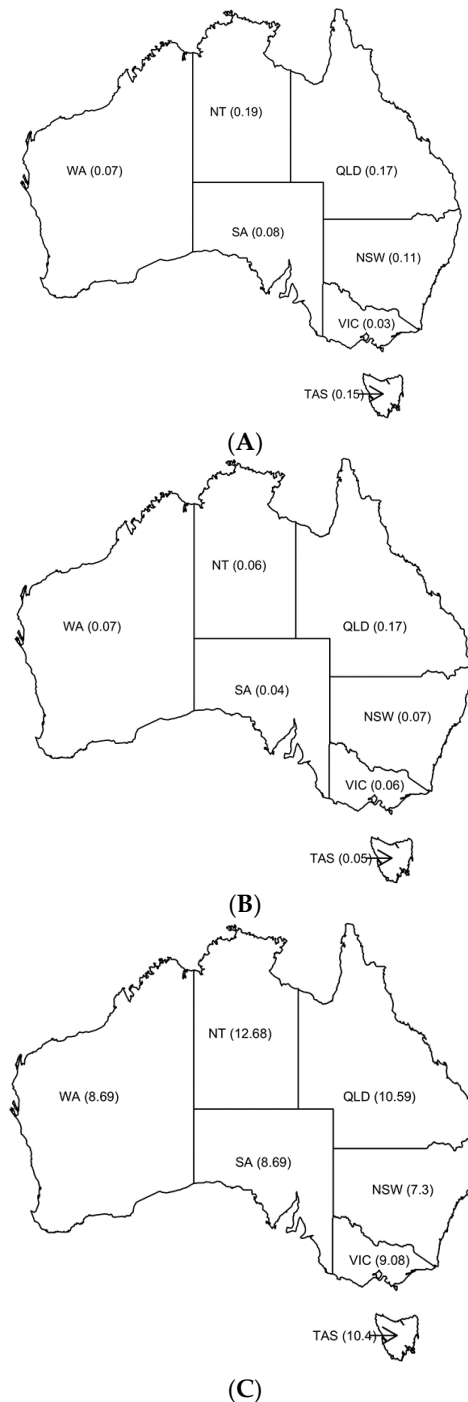 NT (0.19)
WA (0.07)
QLD (0.17)
SA (0.08)
NSW (0.11)
VIC (0.03)
TAS (0.15)
(A)
NT (0.06)
WA (0.07)
QLD (0.17)
SA (0.04)
NSW (0.07)
VIC (0.06)
TAS (0.05)
(B)
NT (12.68)
WA (8.69)
QLD (10.59)
SA (8.69)
NSW (7.3)
VIC (9.08)
TAS (10.4)
(C)